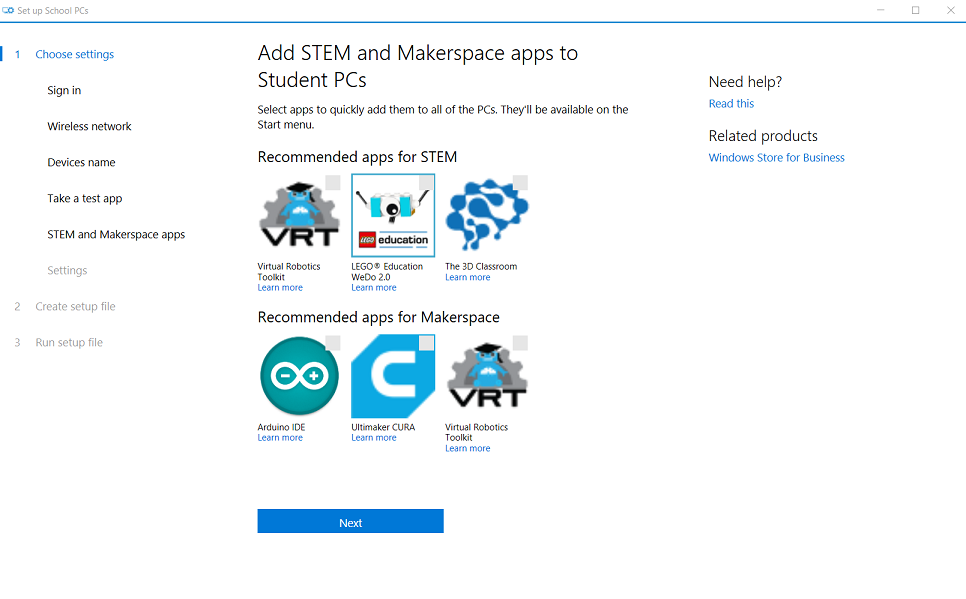 Set up School PCs
1 Choose settings
Sign in
Wireless network
Devices name
Take a test app
STEM and Makerspace apps
Settings
2 Create setup file
3 Run setup file
Add STEM and Makerspace apps to
Student PCs
Select apps to quickly add them to all of the PCs. They'll be available on the
Start menu.
Recommended apps for STEM
VRT
LEGO education
Virtual Robotics
Toolkit
Learn more
LEGO® Education
WeDo 2.0
Learn more
The 3D Classroom
Learn more
Recommended apps for Makerspace
C
VRT
Arduino IDE
Learn more
Ultimaker CURA
Learn more
Virtual Robotics
Toolkit
Learn more
Next
Need help?
Read this
Related products
Windows Store for Business